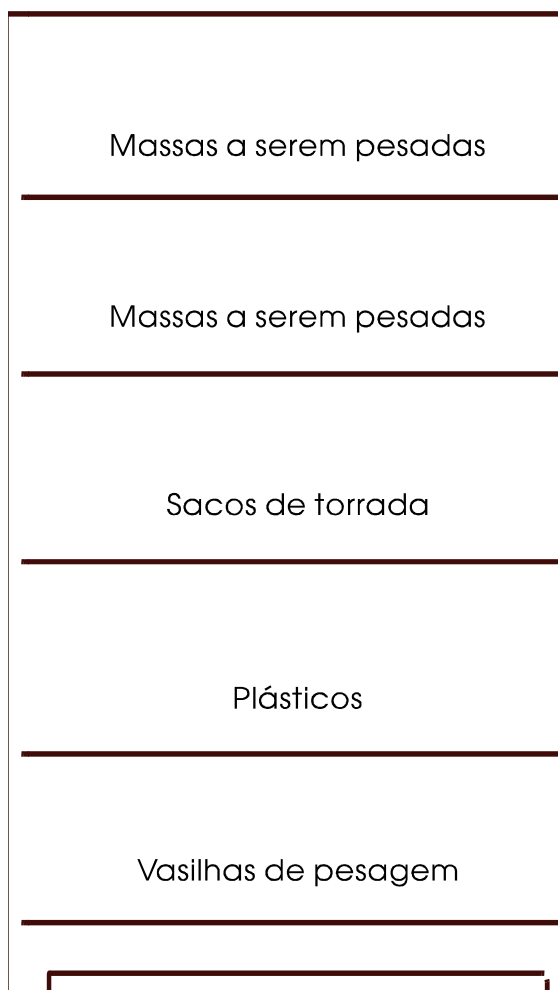 Massas a serem pesadas
Massas a serem pesadas
Sacos de torrada
Plásticos
Vasilhas de pesagem